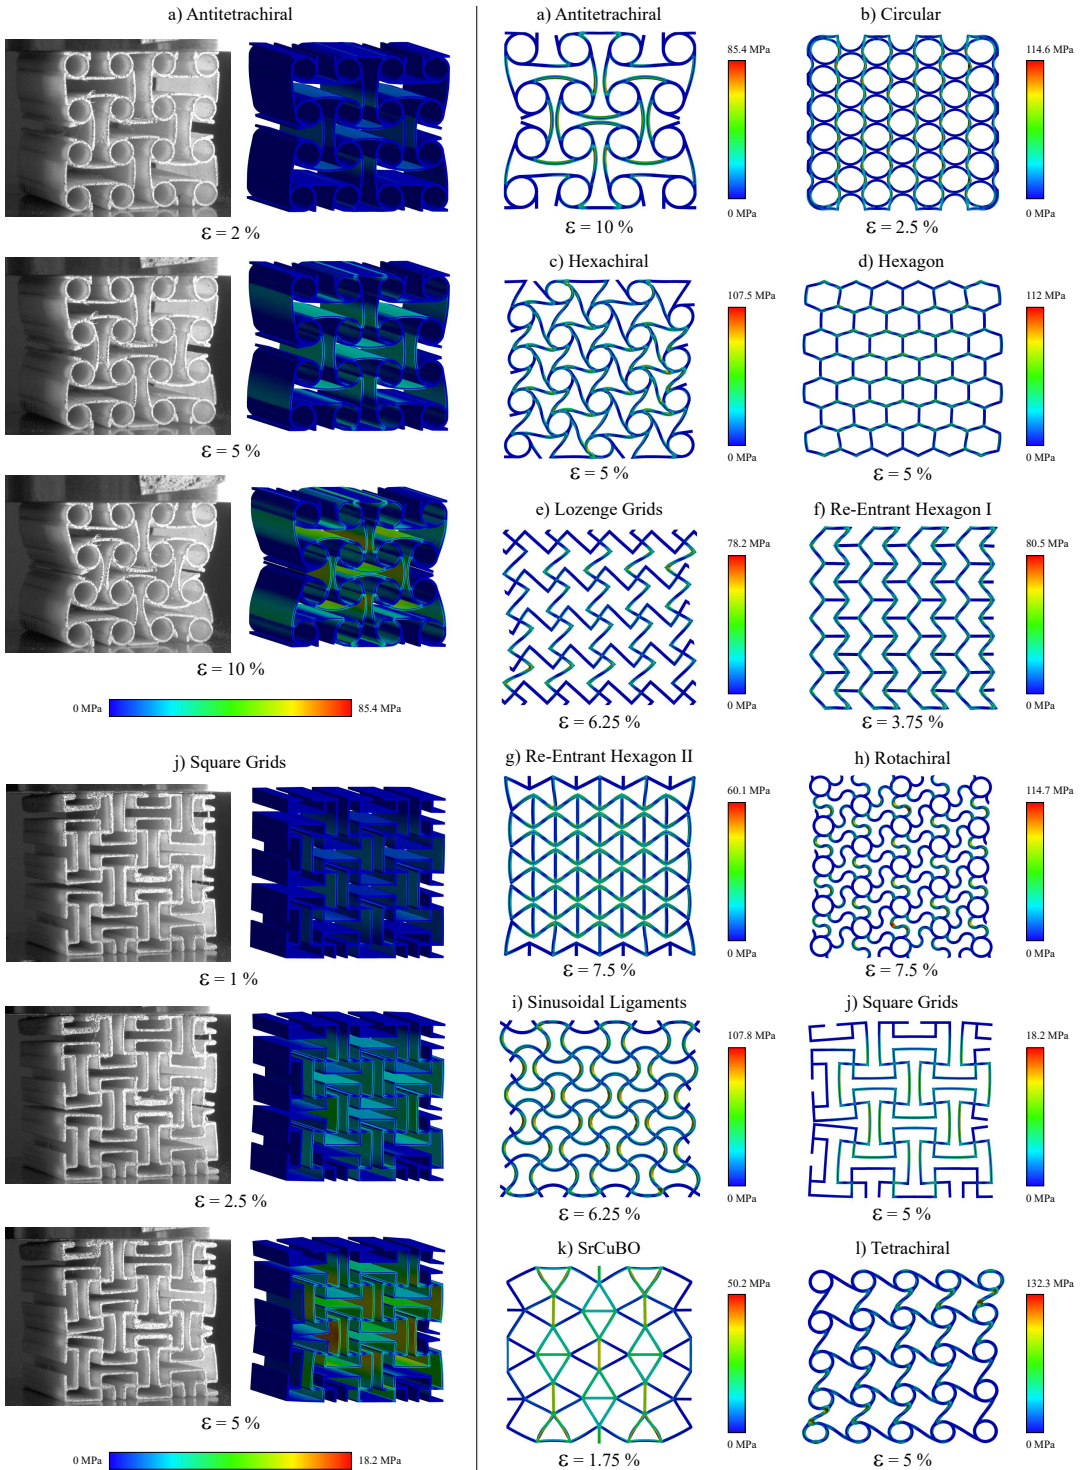 a) Antitetrachiral
ε = 2 %
ε = 5 %
ε = 10 %
0 MPa
85.4 MPa
j) Square Grids
ε = 1 %
ε = 2.5 %
ε = 5 %
0 MPa
18.2 MPa
a) Antitetrachiral
85.4 MPa
0 MPa
ε = 10 %
b) Circular
114.6 MPa
0 MPa
ε = 2.5 %
c) Hexachiral
107.5 MPa
0 MPa
ε = 5 %
d) Hexagon
112 MPa
0 MPa
ε = 5 %
e) Lozenge Grids
78.2 MPa
0 MPa
ε = 6.25 %
f) Re-Entrant Hexagon I
80.5 MPa
0 MPa
ε = 3.75 %
g) Re-Entrant Hexagon II
60.1 MPa
0 MPa
ε = 7.5 %
h) Rotachiral
114.7 MPa
0 MPa
ε = 7.5 %
i) Sinusoidal Ligaments
107.8 MPa
0 MPa
ε = 6.25 %
j) Square Grids
18.2 MPa
0 MPa
ε = 5 %
k) SrCuBO
50.2 MPa
0 MPa
ε = 1.75 %
l) Tetrachiral
132.3 MPa
0 MPa
ε = 5 %